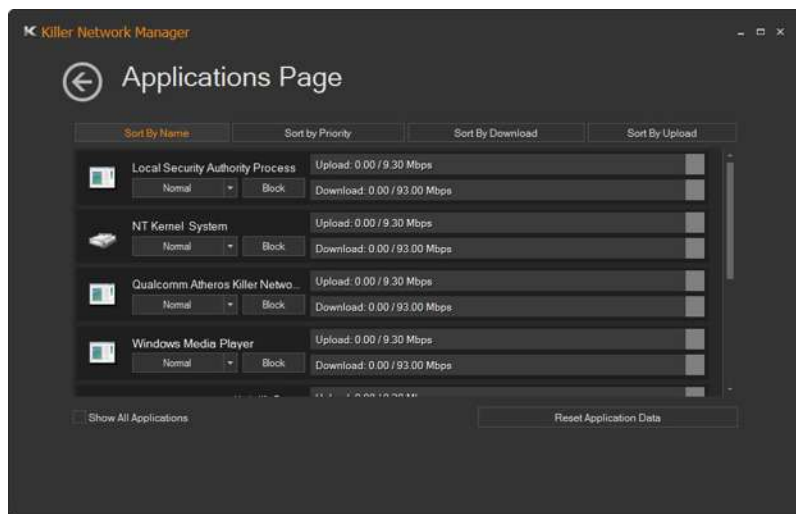 Killer Network Manager
Applications Page
Sort By Name Sort by Priority Sort By Download Sort By Upload
Local Security Authority Process Upload: 0.00 / 9.30 Mbps
Normal Block Download: 0.00 / 93.00 Mbps
NT Kernel System Upload: 0.00 / 9.30 Mbps
Normal Block Download: 0.00 / 93.00 Mbps
Qualcomm Atheros Killer Netwo... Upload: 0.00 / 9.30 Mbps
Normal Block Download: 0.00 / 93.00 Mbps
Windows Media Player Upload: 0.00 / 9.30 Mbps
Normal Block Download: 0.00 / 93.00 Mbps
Show All Applications Reset Application Data